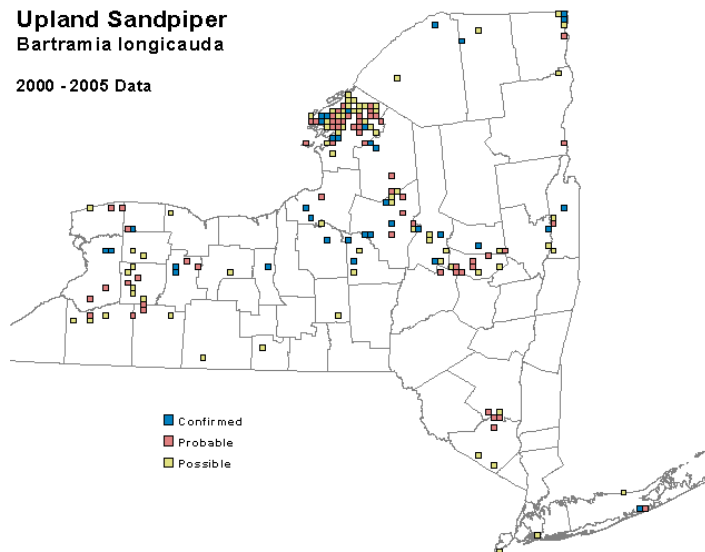 Upland Sandpiper
Bartramia longicauda
2000 - 2005 Data
Confirmed
Probable
Possible